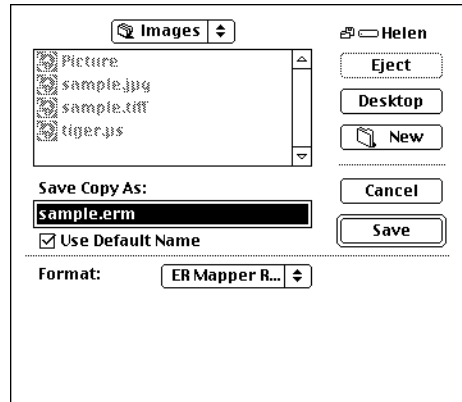 Images
Helen
Picture
sample.jpg
sample.tiff
tiger.ps
Eject
Desktop
New
Save Copy As:
sample.erm
Use Default Name
Cancel
Save
Format:
ER Mapper R...